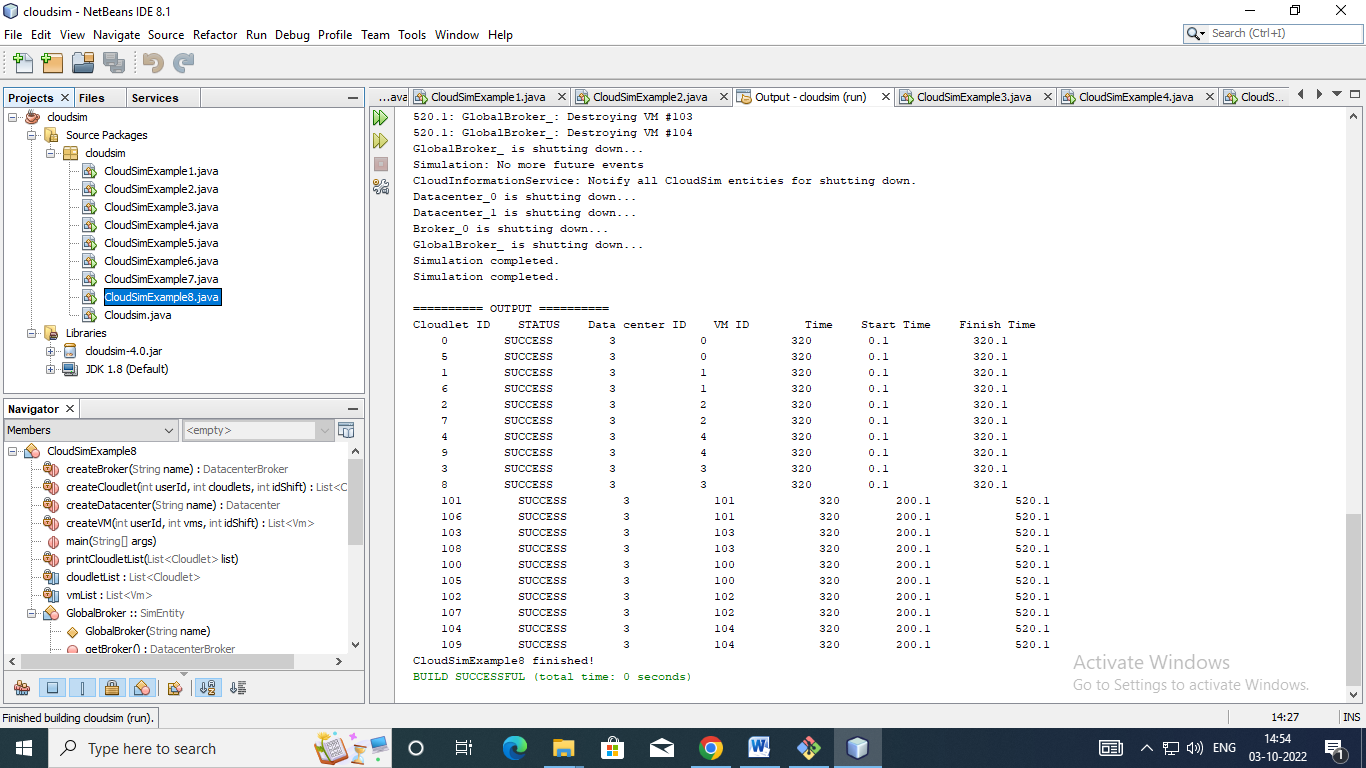 cloudsim - NetBeans IDE 8.1
File Edit View Navigate Source Refactor Run Debug Profile Team Tools Window Help
Search (Ctrl+I)
Projects Files Services
cloudsim
Source Packages
cloudsim
CloudSimExample1.java
CloudSimExample2.java
CloudSimExample3.java
CloudSimExample4.java
CloudSimExample5.java
CloudSimExample6.java
CloudSimExample7.java
CloudSimExample8.java
Cloudsim.java
Libraries
cloudsim-4.0.jar
JDK 1.8 (Default)
Navigator
Members
<empty>
CloudSimExample8
createBroker(String name) : DatacenterBroker
createCloudlet(int userId, int cloudlets, int idShift) : List<C
createDatacenter(String name) : Datacenter
createVM(int userId, int vms, int idShift) : List<Vm>
main(String[] args)
printCloudletList(List<Cloudlet> list)
cloudletList : List<Cloudlet>
vmList : List<Vm>
GlobalBroker :: SimEntity
GlobalBroker(String name)
getBroker() : DatacenterBroker
...ava CloudSimExample1.java CloudSimExample2.java Output - cloudsim (run) CloudSimExample3.java CloudSimExample4.java CloudS...
520.1: GlobalBroker_: Destroying VM #103
520.1: GlobalBroker_: Destroying VM #104
GlobalBroker_ is shutting down...
Simulation: No more future events
CloudInformationService: Notify all CloudSim entities for shutting down.
Datacenter_0 is shutting down...
Datacenter_1 is shutting down...
Broker_0 is shutting down...
GlobalBroker_ is shutting down...
Simulation completed.
Simulation completed.
========== OUTPUT ==========
Cloudlet ID STATUS Data center ID VM ID Time Start Time Finish Time
0 SUCCESS 3 0 320 0.1 320.1
5 SUCCESS 3 0 320 0.1 320.1
1 SUCCESS 3 1 320 0.1 320.1
6 SUCCESS 3 1 320 0.1 320.1
2 SUCCESS 3 2 320 0.1 320.1
7 SUCCESS 3 2 320 0.1 320.1
4 SUCCESS 3 4 320 0.1 320.1
9 SUCCESS 3 4 320 0.1 320.1
3 SUCCESS 3 3 320 0.1 320.1
8 SUCCESS 3 3 320 0.1 320.1
101 SUCCESS 3 101 320 200.1 520.1
106 SUCCESS 3 101 320 200.1 520.1
103 SUCCESS 3 103 320 200.1 520.1
108 SUCCESS 3 103 320 200.1 520.1
100 SUCCESS 3 100 320 200.1 520.1
105 SUCCESS 3 100 320 200.1 520.1
102 SUCCESS 3 102 320 200.1 520.1
107 SUCCESS 3 102 320 200.1 520.1
104 SUCCESS 3 104 320 200.1 520.1
109 SUCCESS 3 104 320 200.1 520.1
CloudSimExample8 finished!
BUILD SUCCESSFUL (total time: 0 seconds)
Activate Windows
Go to Settings to activate Windows.
Finished building cloudsim (run).
14:27 INS
Type here to search
ENG
14:54
03-10-2022
1